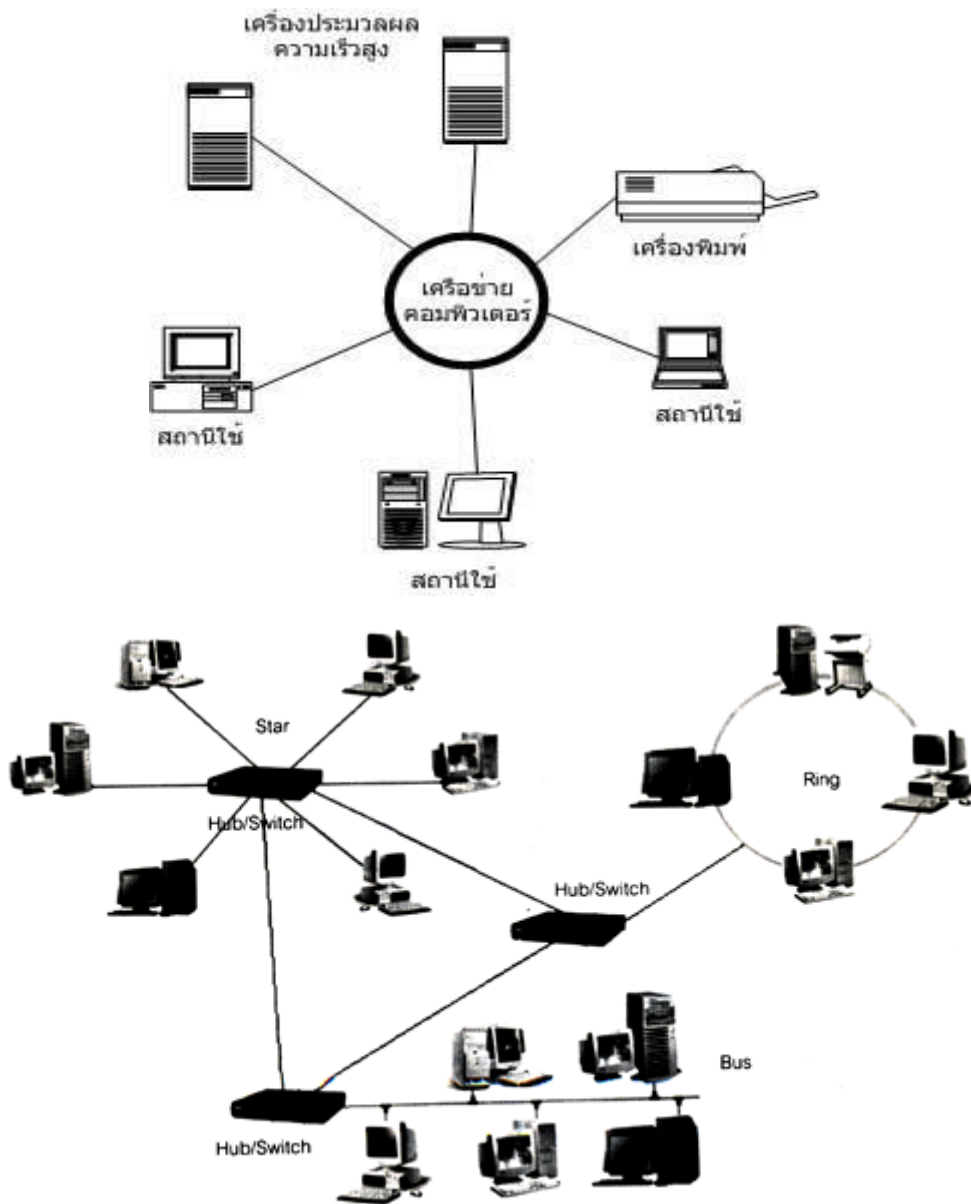 เครื่องประมวลผล
ความเร็วสูง
เครื่องพิมพ์
เครือข่าย
คอมพิวเตอร์
สถานีใช้
สถานีใช้
สถานีใช้
Star
Ring
Hub/Switch
Hub/Switch
Bus
Hub/Switch